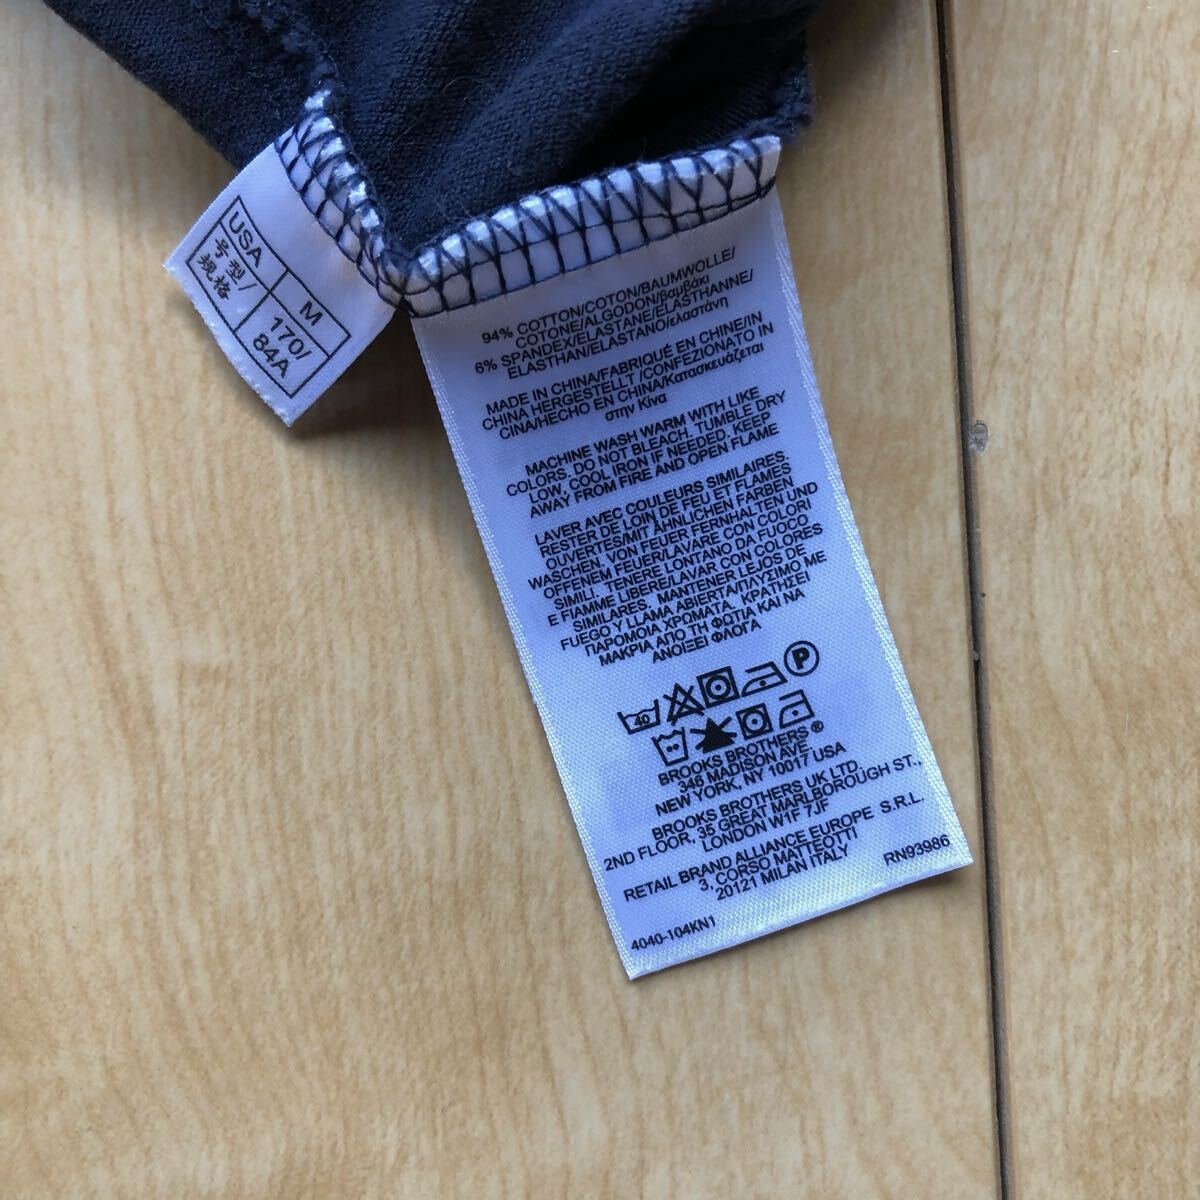 USA M
号型/ 170/
规格 84A
94% COTTON/COTON/BAUMWOLLE/
COTONE/ALGODON/βαμβάκι
6% SPANDEX/ELASTANE/ELASTHANNE/
ELASTHAN/ELASTANO/ελαστάνη
MADE IN CHINA/FABRIQUÉ EN CHINE/IN
CHINA HERGESTELLT /CONFEZIONATO IN
CINA/HECHO EN CHINA/Κατασκευάζεται
στην Κίνα
MACHINE WASH WARM WITH LIKE
COLORS. DO NOT BLEACH. TUMBLE DRY
LOW, COOL IRON IF NEEDED. KEEP
AWAY FROM FIRE AND OPEN FLAME
LAVER AVEC COULEURS SIMILAIRES.
RESTER DE LOIN DE FEU ET FLAMES
OUVERTES/MIT ÄHNLICHEN FARBEN
WASCHEN, VON FEUER FERNHALTEN UND
OFFENEM FEUER/LAVARE CON COLORI
SIMILI. TENERE LONTANO DA FUOCO
E FIAMME LIBERE/LAVAR CON COLORES
SIMILARES. MANTENER LEJOS DE
FUEGO Y LLAMA ABIERTA/ΠΛΥΣΙΜΟ ΜΕ
ΠΑΡΟΜΟΙΑ ΧΡΩΜΑΤΑ. ΚΡΑΤΗΣΕΙ
ΜΑΚΡΙΑ ΑΠΟ ΤΗ ΦΩΤΙΑ ΚΑΙ ΝΑ
ΑΝΟΙΞΕΙ ΦΛΟΓΑ
40 P
BROOKS BROTHERS ®
346 MADISON AVE.
NEW YORK, NY 10017 USA
BROOKS BROTHERS UK LTD.
2ND FLOOR, 35 GREAT MARLBOROUGH ST.,
LONDON W1F 7JF
RETAIL BRAND ALLIANCE EUROPE S.R.L.
3, CORSO MATTEOTTI
20121 MILAN ITALY
RN93986
4040-104KN1